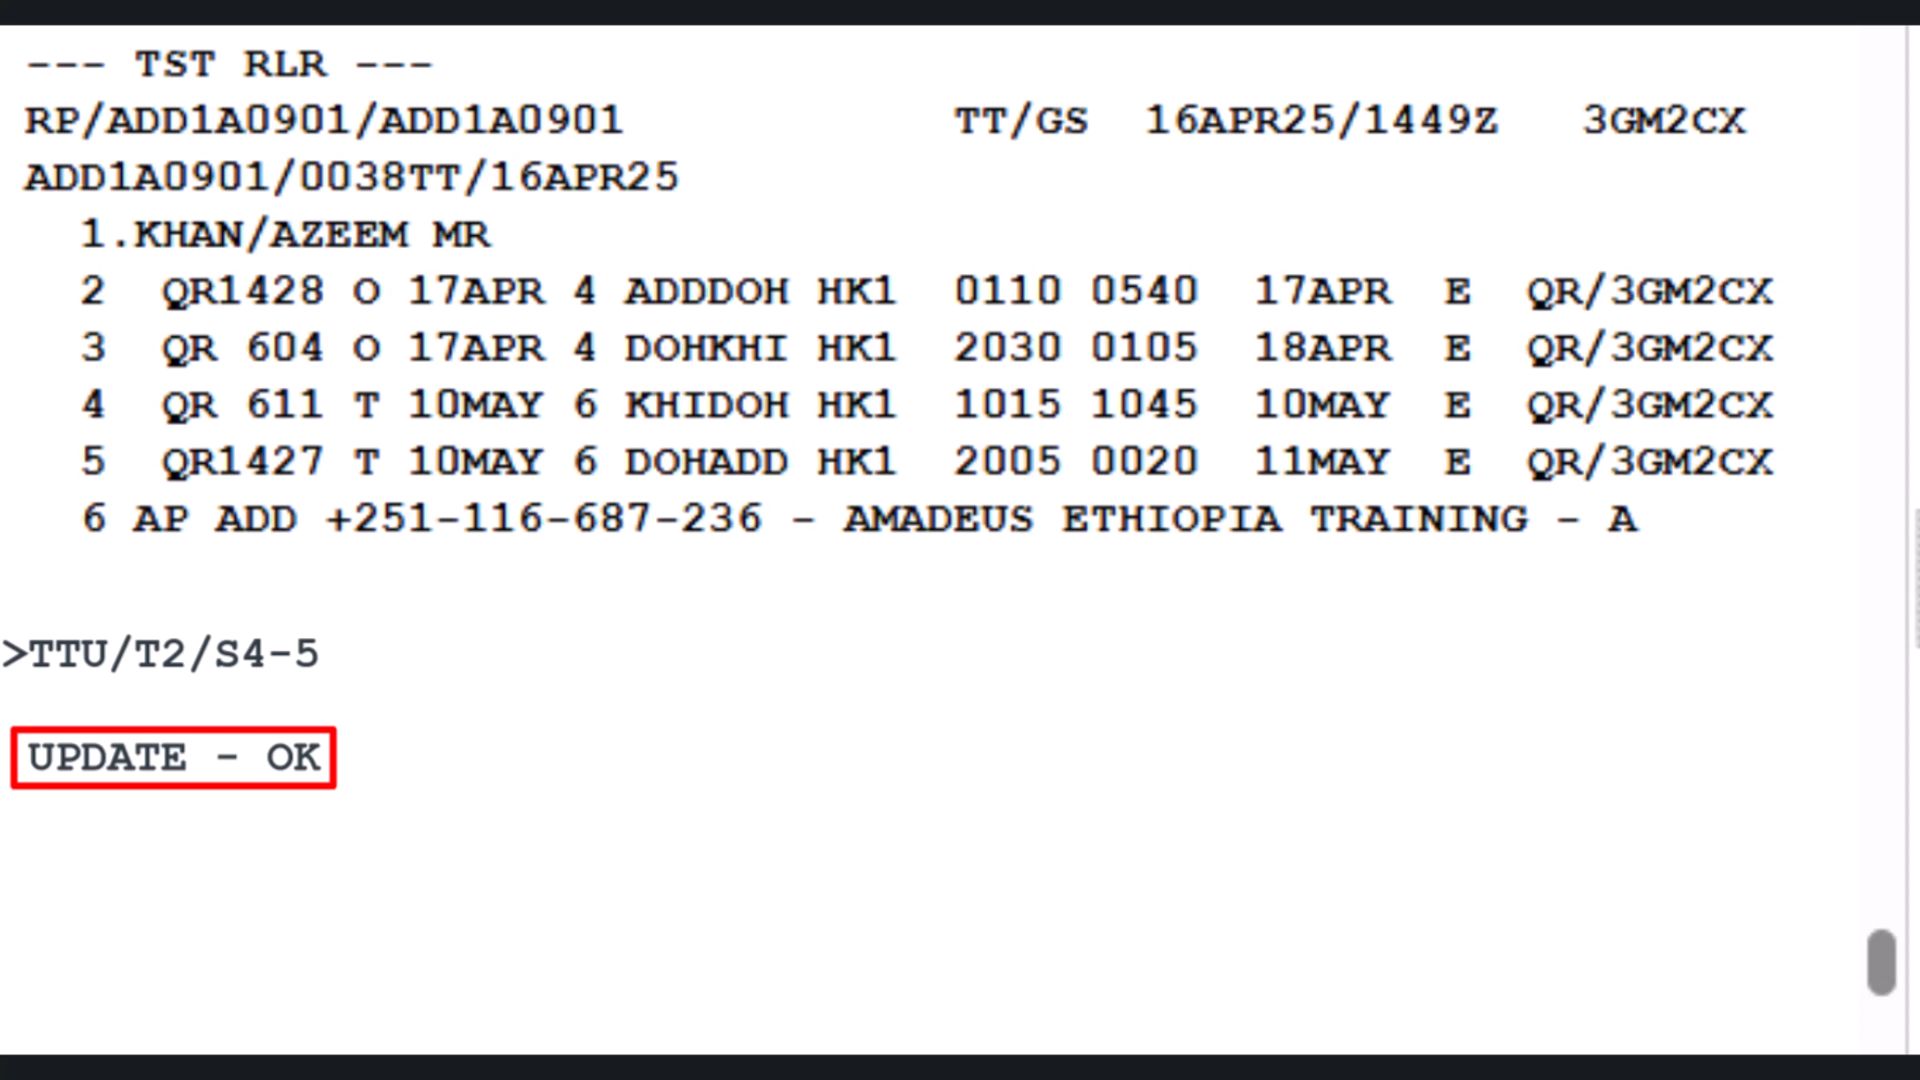 --- TST RLR ---
RP/ADD1A0901/ADD1A0901 TT/GS 16APR25/1449Z 3GM2CX
ADD1A0901/0038TT/16APR25
1.KHAN/AZEEM MR
2 QR1428 O 17APR 4 ADDDOH HK1 0110 0540 17APR E QR/3GM2CX
3 QR 604 O 17APR 4 DOHKHI HK1 2030 0105 18APR E QR/3GM2CX
4 QR 611 T 10MAY 6 KHIDOH HK1 1015 1045 10MAY E QR/3GM2CX
5 QR1427 T 10MAY 6 DOHADD HK1 2005 0020 11MAY E QR/3GM2CX
6 AP ADD +251-116-687-236 - AMADEUS ETHIOPIA TRAINING - A
>TTU/T2/S4-5
UPDATE - OK